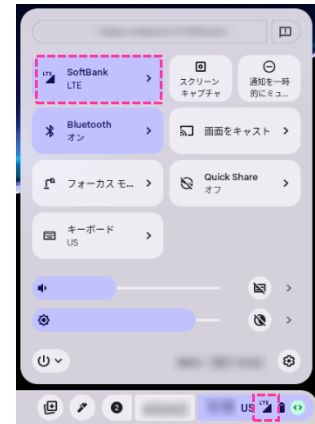 LTE
SoftBank
LTE
スクリーン
キャプチャ
通知を一時
的にミュ...
Bluetooth
オン
画面をキャスト
フォーカス モ...
Quick Share
オフ
キーボード
US
2
US
LTE